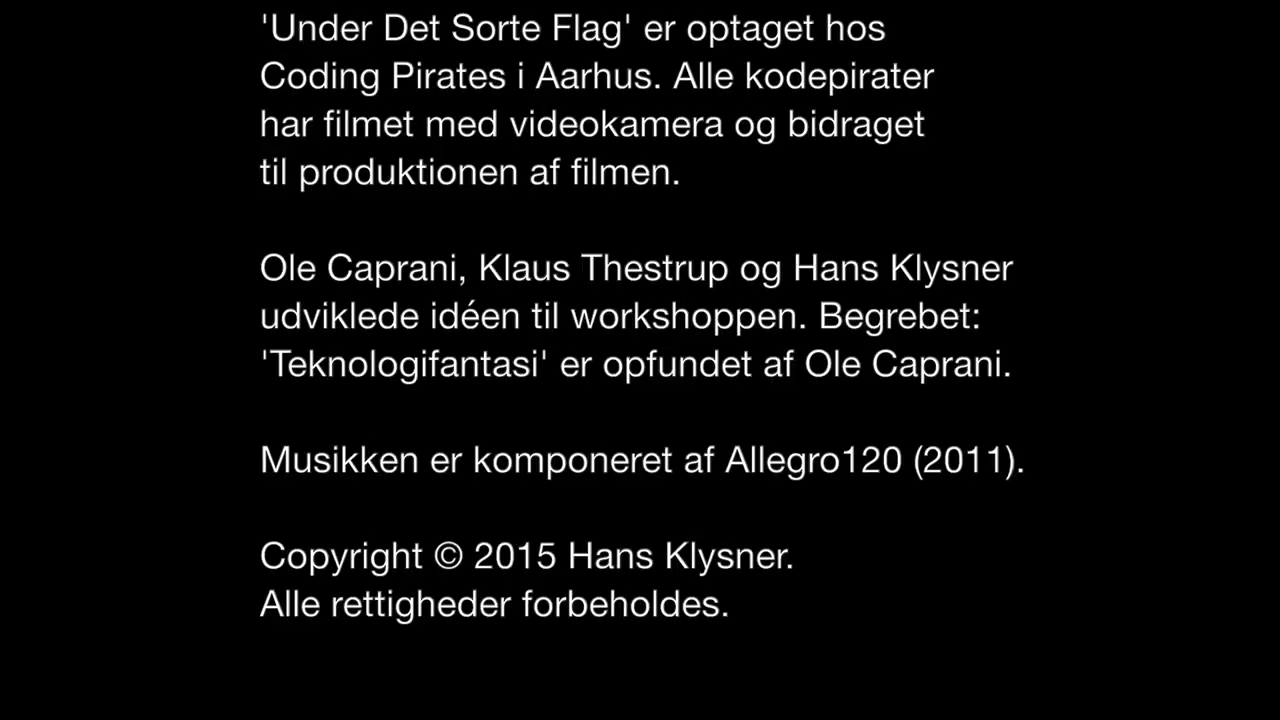 'Under Det Sorte Flag' er optaget hos
Coding Pirates i Aarhus. Alle kodepirater
har filmet med videokamera og bidraget
til produktionen af filmen.
Ole Caprani, Klaus Thestrup og Hans Klysner
udviklede idéen til workshoppen. Begrebet:
'Teknologifantasi' er opfundet af Ole Caprani.
Musikken er komponeret af Allegro120 (2011).
Copyright © 2015 Hans Klysner.
Alle rettigheder forbeholdes.